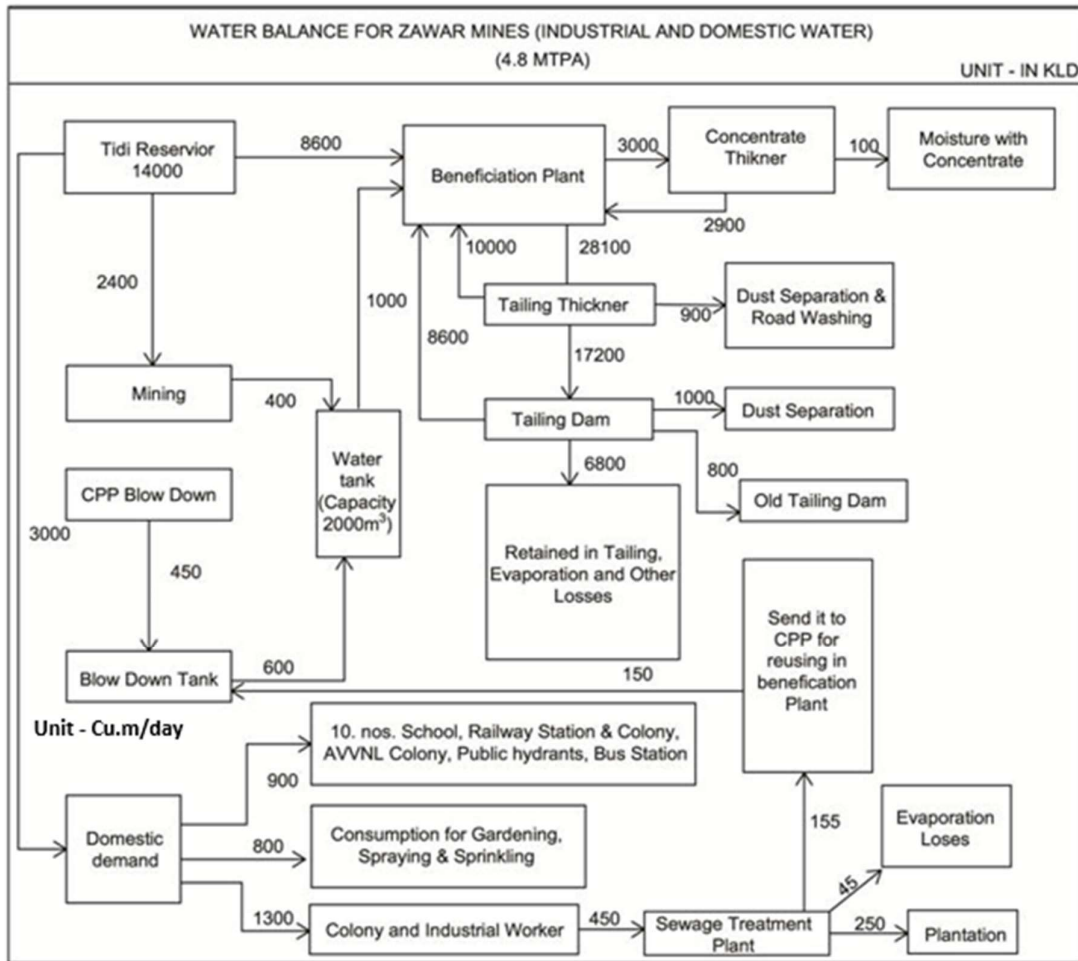 WATER BALANCE FOR ZAWAR MINES (INDUSTRIAL AND DOMESTIC WATER)
(4.8 MTPA)
UNIT - IN KLD
Tidi Reservior
14000
8600
Beneficiation Plant
3000
Concentrate
Thikner
100
Moisture with
Concentrate
2900
10000
28100
2400
1000
8600
Tailing Thickner
900
Dust Separation &
Road Washing
17200
Mining
400
Tailing Dam
1000
Dust Separation
6800
800
Old Tailing Dam
Water
tank
(Capacity
2000m³)
CPP Blow Down
3000
450
Retained in Tailing,
Evaporation and Other
Losses
Send it to
CPP for
reusing in
benefication
Plant
Blow Down Tank
600
150
Unit - Cu.m/day
10. nos. School, Railway Station & Colony,
AVVNL Colony, Public hydrants, Bus Station
900
Domestic
demand
800
Consumption for Gardening,
Spraying & Sprinkling
155
Evaporation
Loses
45
1300
Colony and Industrial Worker
450
Sewage Treatment
Plant
250
Plantation